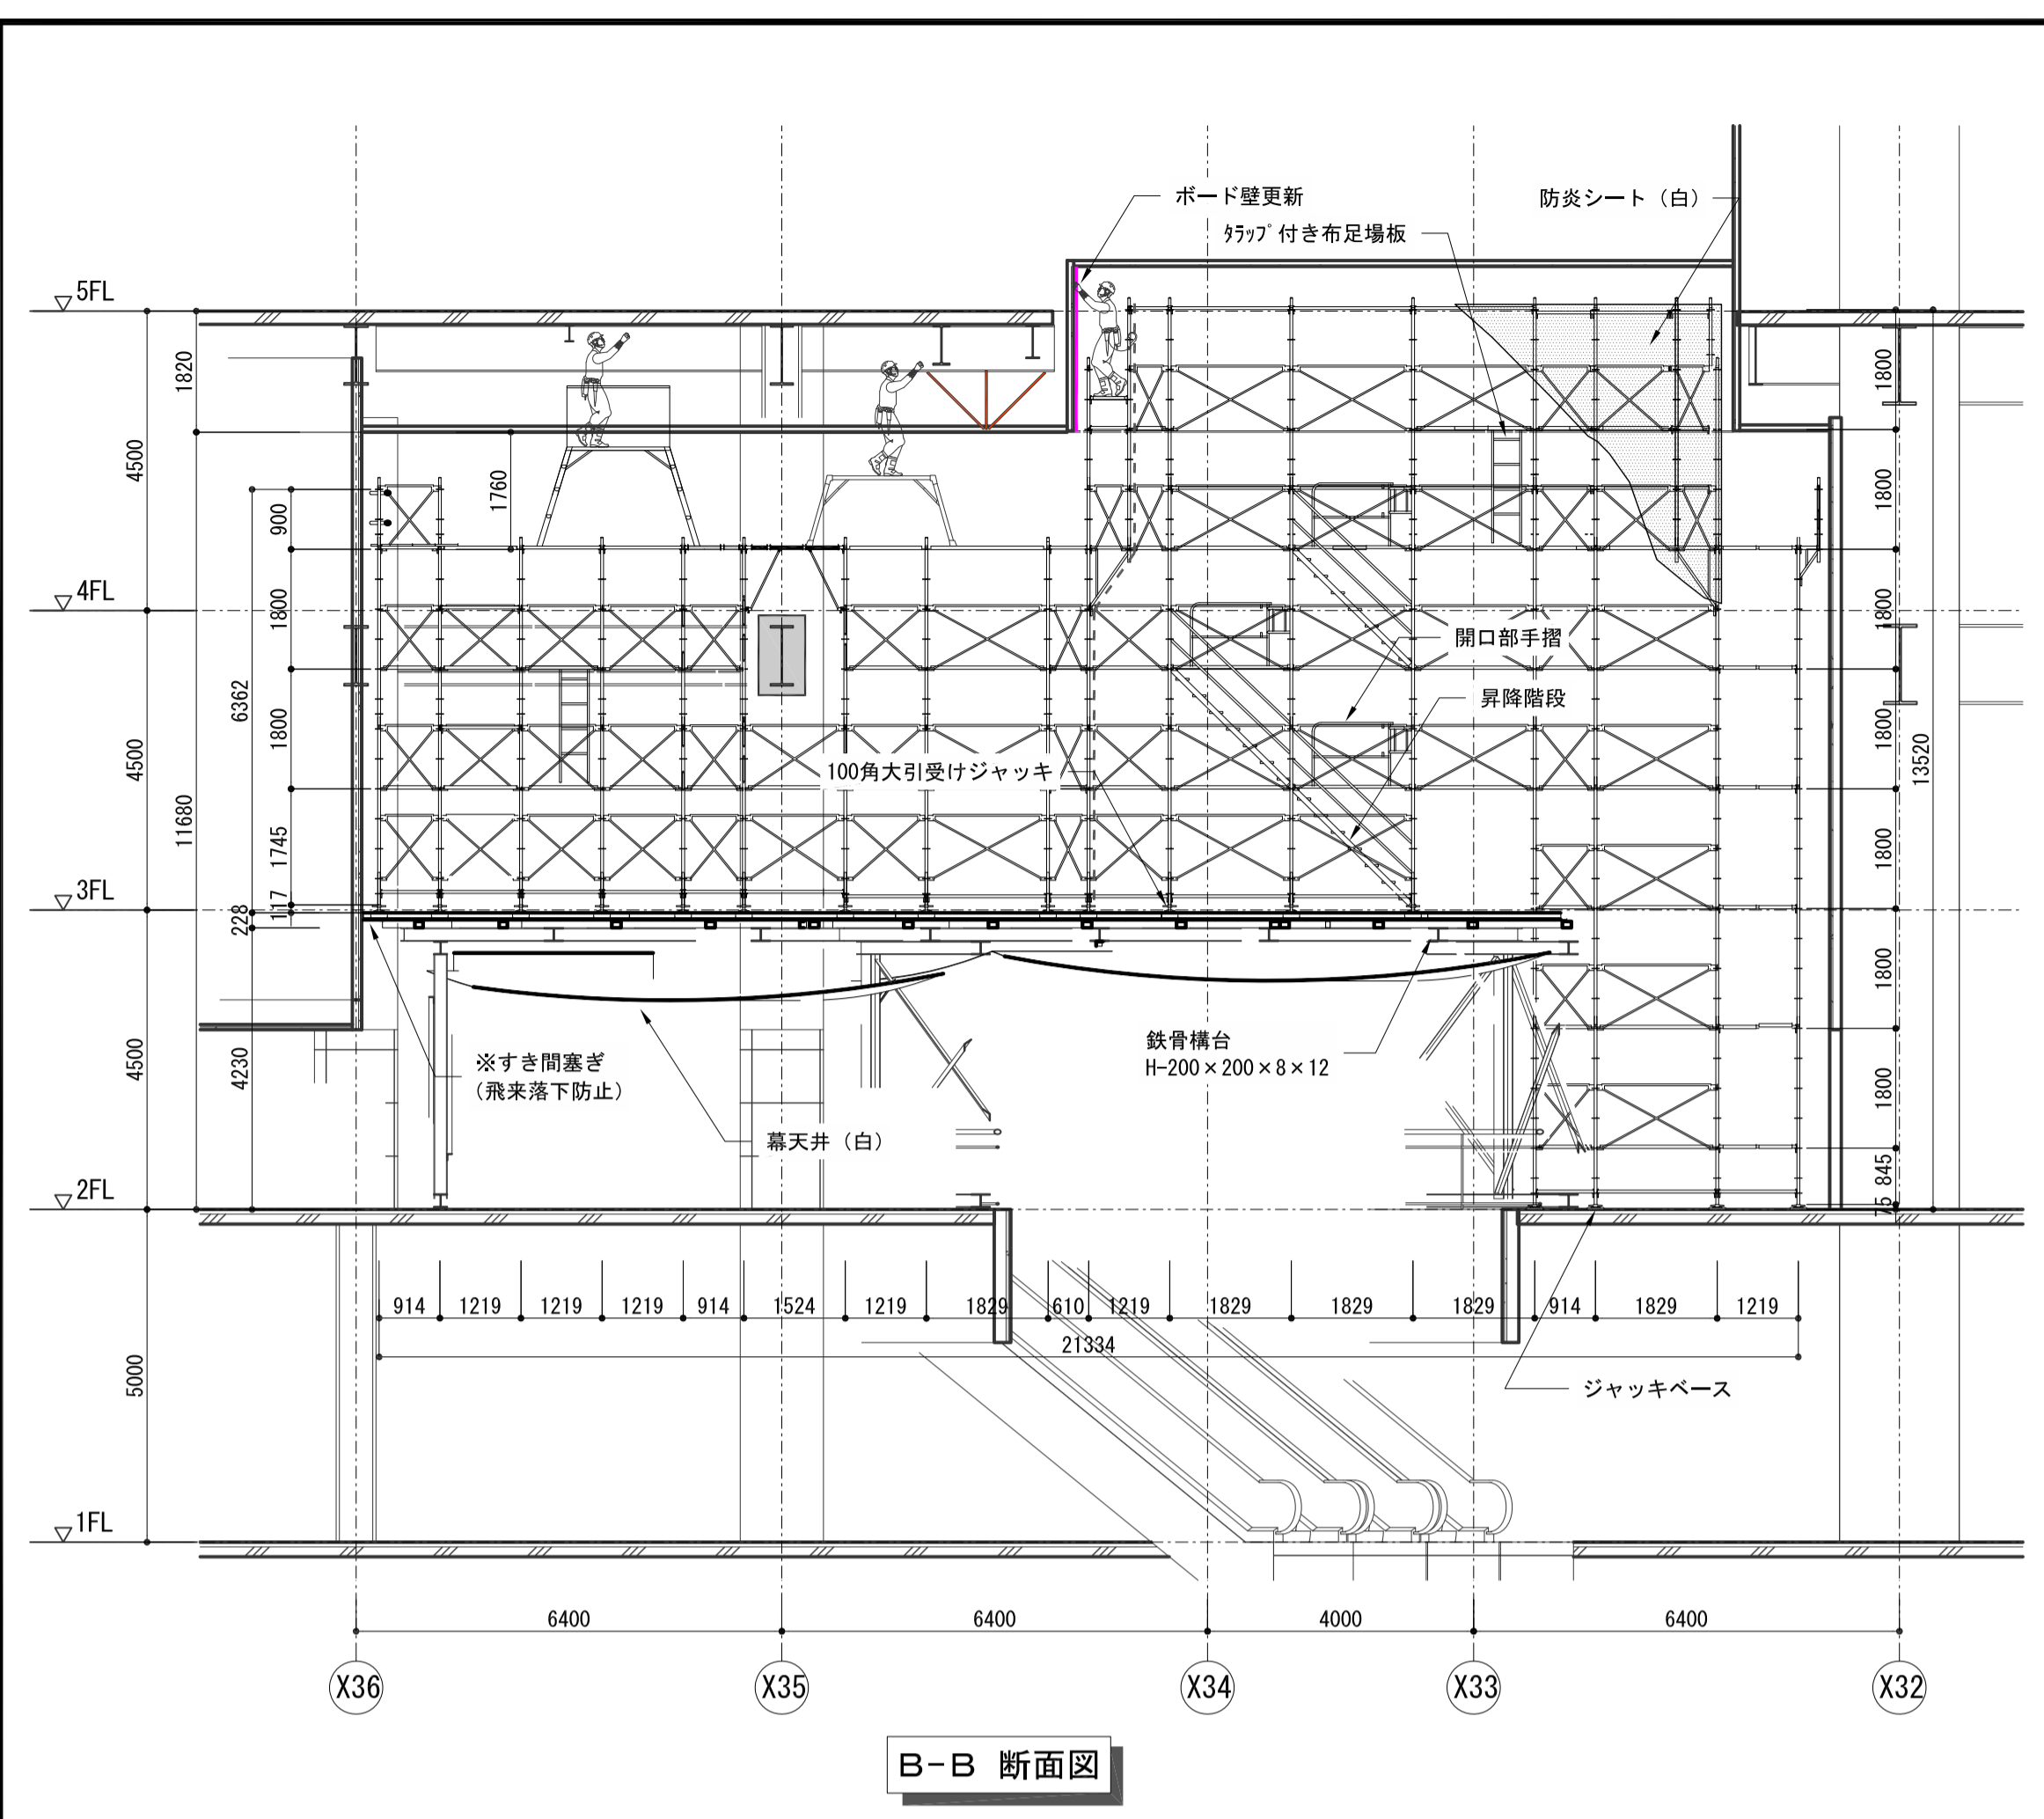 ボード壁更新
防炎シート（白）
ﾀﾗｯﾌﾟ付き布足場板
▽5FL
▽4FL
▽3FL
▽2FL
▽1FL
4500
4500
4500
5000
1820
11680
6362
228
4230
900
1800
1800
1745
117
1760
開口部手摺
昇降階段
100角大引受けジャッキ
※すき間塞ぎ
（飛来落下防止）
幕天井（白）
鉄骨構台
H-200×200×8×12
1800
1800
1800
1800
1800
1800
1800
845
75
13520
914 1219 1219 1219 914 1524 1219 1829 610 1219 1829 1829 1829 914 1829 1219
21334
ジャッキベース
6400 6400 4000 6400
X36 X35 X34 X33 X32
B-B 断面図